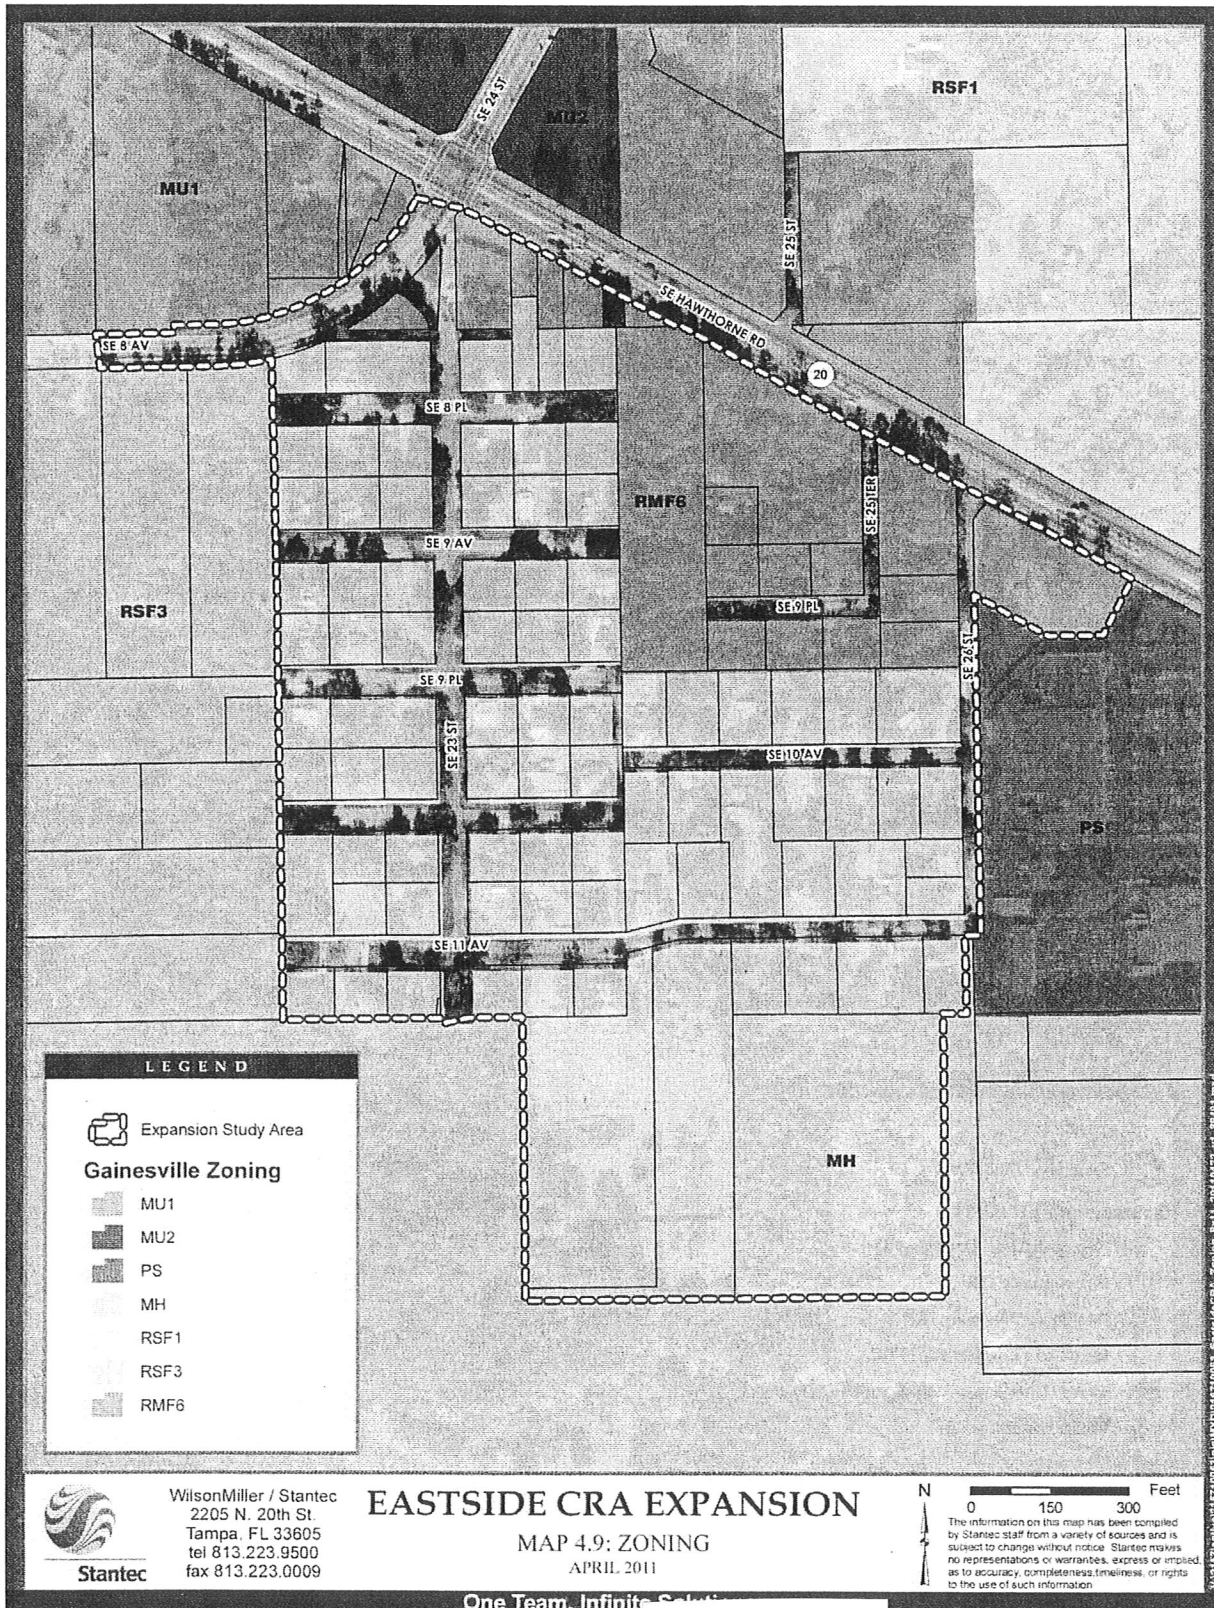 SE 24 ST
MU2
RSF1
MU1
SE 25 ST
SE HAWTHORNE RD
SE 8 AV
20
SE 8 PL
RMF6
SE 25 TER
SE 9 AV
SE 9 PL
RSF3
SE 26 ST
SE 9 PL
SE 23 ST
SE 10 AV
PS
SE 11 AV
MH
LEGEND
Expansion Study Area
Gainesville Zoning
MU1
MU2
PS
MH
RSF1
RSF3
RMF6
Stantec
WilsonMiller / Stantec
2205 N. 20th St.
Tampa, FL 33605
tel 813.223.9500
fax 813.223.0009
EASTSIDE CRA EXPANSION
MAP 4.9: ZONING
APRIL 2011
N
Feet
0 150 300
The information on this map has been compiled
by Stantec staff from a variety of sources and is
subject to change without notice. Stantec makes
no representations or warranties, express or implied,
as to accuracy, completeness, timeliness, or rights
to the use of such information
One Team. Infinite